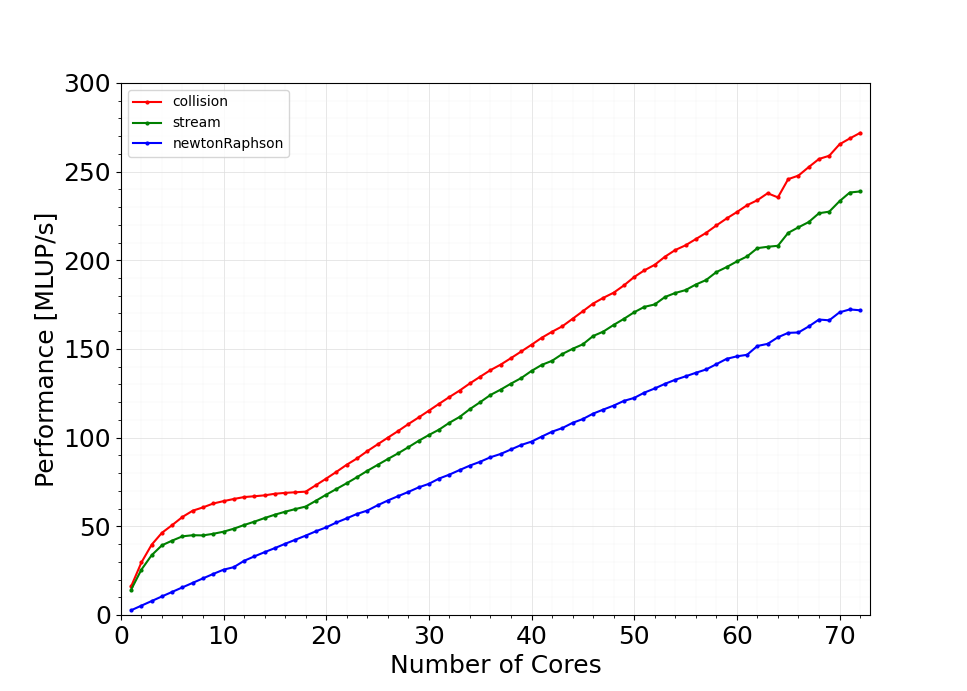 300
250
200
150
100
50
0
Performance [MLUP/s]
collision
stream
newtonRaphson
0 10 20 30 40 50 60 70
Number of Cores